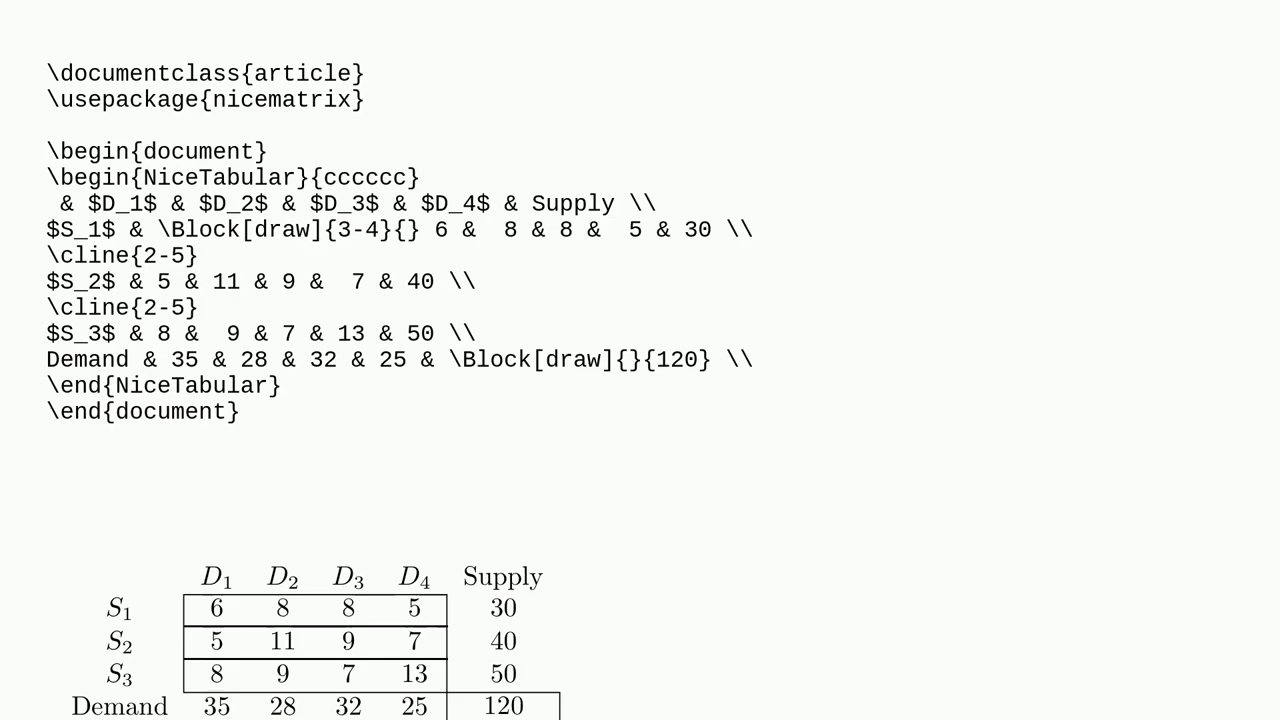 \documentclass{article}
\usepackage{nicematrix}

\begin{document}
\begin{NiceTabular}{cccccc}
 & $D_1$ & $D_2$ & $D_3$ & $D_4$ & Supply \\
$S_1$ & \Block[draw]{3-4}{} 6 &  8 & 8 &  5 & 30 \\
\cline{2-5}
$S_2$ & 5 & 11 & 9 &  7 & 40 \\
\cline{2-5}
$S_3$ & 8 &  9 & 7 & 13 & 50 \\
Demand & 35 & 28 & 32 & 25 & \Block[draw]{}{120} \\
\end{NiceTabular}
\end{document}

D₁ D₂ D₃ D₄ Supply
S₁ 6 8 8 5 30
S₂ 5 11 9 7 40
S₃ 8 9 7 13 50
Demand 35 28 32 25 120